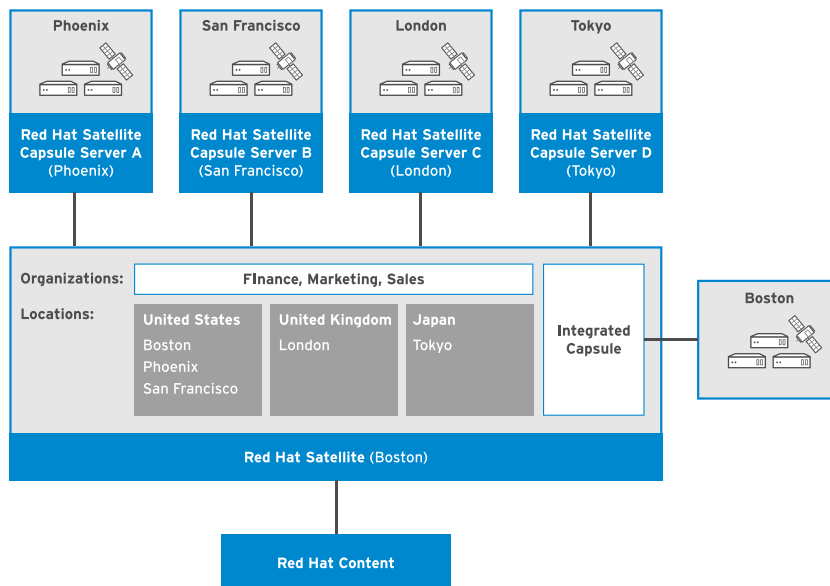 Phoenix
San Francisco
London
Tokyo
Red Hat Satellite
Capsule Server A
(Phoenix)
Red Hat Satellite
Capsule Server B
(San Francisco)
Red Hat Satellite
Capsule Server C
(London)
Red Hat Satellite
Capsule Server D
(Tokyo)
Organizations:
FInance, Marketing, Sales
Locations:
United States
Boston
Phoenix
San Francisco
United Kingdom
London
Japan
Tokyo
Integrated
Capsule
Boston
Red Hat Satellite (Boston)
Red Hat Content